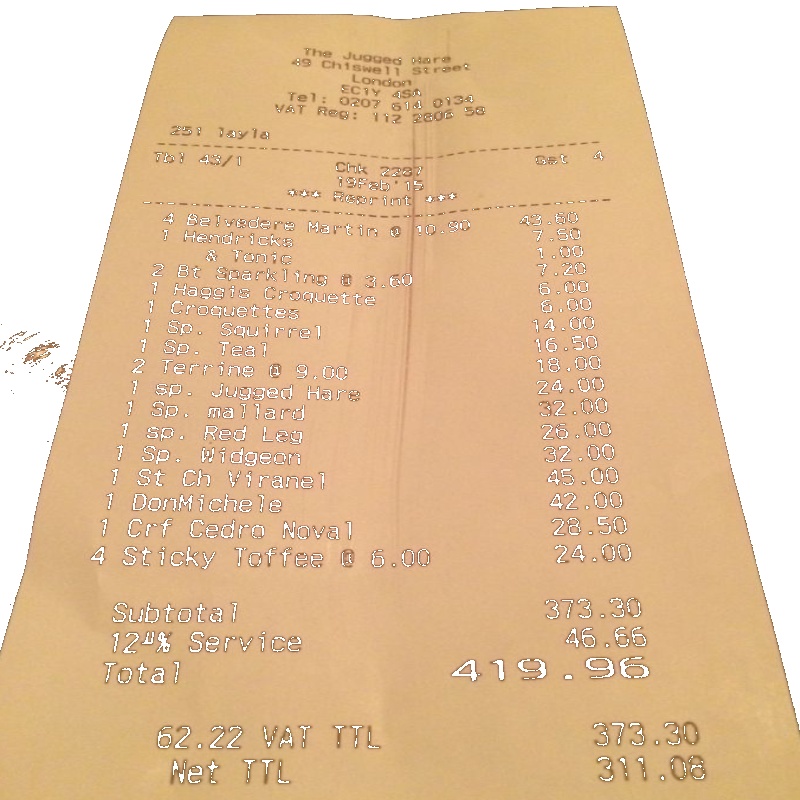 The Jugged Hare
49 Chiswell Street
London
EC1Y 4SA
Tel: 0207 614 0134
VAT Reg: 112 2806 58
251 layla
Tbl 43/1 Chk 2287 Gst 4
19Feb'15
*** Reprint ***
4 Belvedere Martin @ 10.90 43.60
1 Hendricks 7.50
& Tonic 1.00
2 Bt Sparkling @ 3.60 7.20
1 Haggis Croquette 6.00
1 Croquettes 6.00
1 Sp. Squirrel 14.00
1 Sp. Teal 16.50
2 Terrine @ 9.00 18.00
1 sp. Jugged Hare 24.00
1 Sp. mallard 32.00
1 sp. Red Leg 26.00
1 Sp. Widgeon 32.00
1 St Ch Viranel 45.00
1 DonMichele 42.00
1 Crf Cedro Noval 28.50
4 Sticky Toffee @ 6.00 24.00
Subtotal 373.30
12½% Service 46.66
Total 419.96
62.22 VAT TTL 373.30
Net TTL 311.08